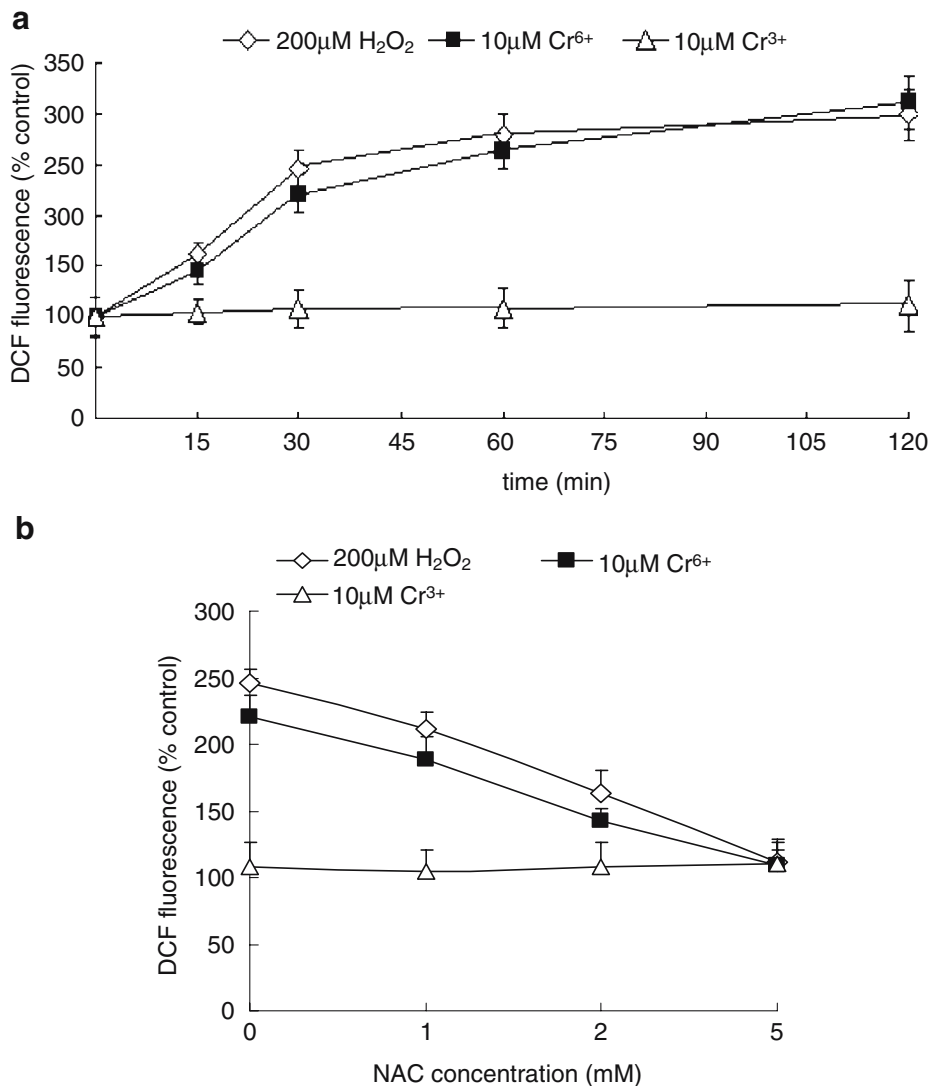 a
200μM H₂O₂ 10μM Cr⁶⁺ 10μM Cr³⁺
DCF fluorescence (% control)
350
300
250
300
150
100
50
0
15 30 45 60 75 90 105 120
time (min)
b
200μM H₂O₂ 10μM Cr⁶⁺
10μM Cr³⁺
DCF fluorescence (% control)
300
250
200
150
100
50
0
0 1 2 5
NAC concentration (mM)